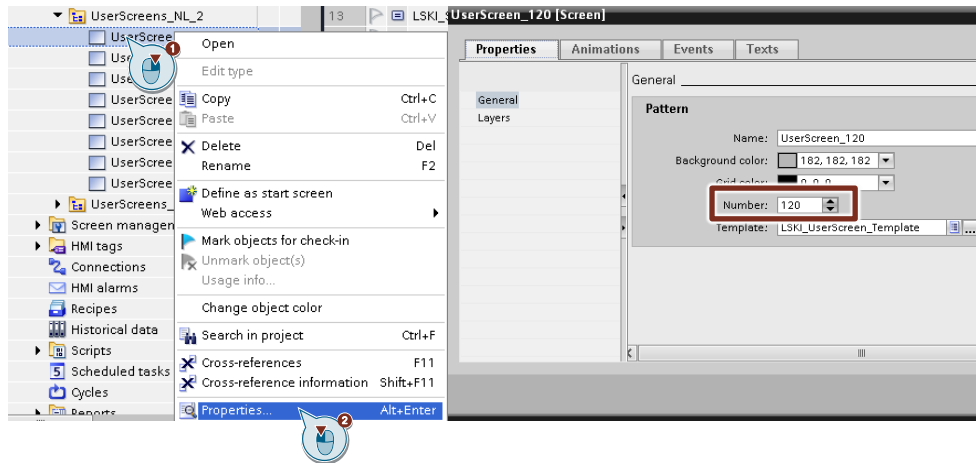 UserScreens_NL_2
UserScree
Us
Use
UserScree
UserScree
UserScree
UserScree
UserScree
UserScreens_
Screen managen
HMI tags
Connections
HMI alarms
Recipes
Historical data
Scripts
Scheduled tasks
Cycles
Reports
1
Open
Edit type
Copy Ctrl+C
Paste Ctrl+V
Delete Del
Rename F2
Define as start screen
Web access
Mark objects for check-in
Unmark object(s)
Usage info...
Change object color
Search in project Ctrl+F
Cross-references F11
Cross-reference information Shift+F11
Properties... Alt+Enter
2
13 LSKI_
UserScreen_120 [Screen]
Properties Animations Events Texts
General
Layers
General
Pattern
Name: UserScreen_120
Background color: 182, 182, 182
Grid color: 0, 0, 0
Number: 120
Template: LSKI_UserScreen_Template
...